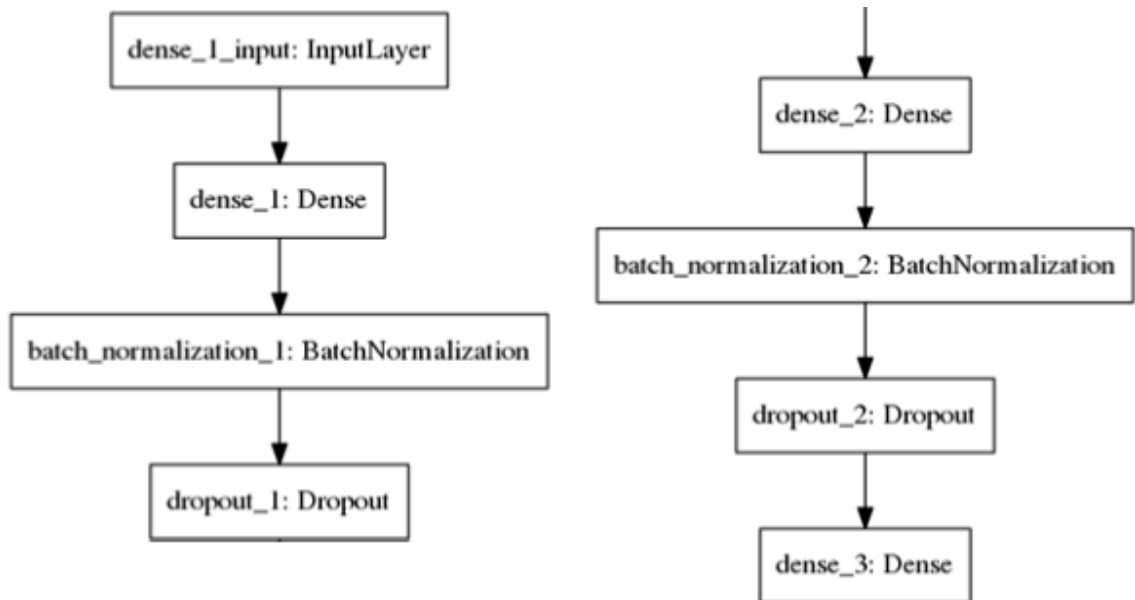 dense_1_input: InputLayer
dense_1: Dense
batch_normalization_1: BatchNormalization
dropout_1: Dropout
dense_2: Dense
batch_normalization_2: BatchNormalization
dropout_2: Dropout
dense_3: Dense